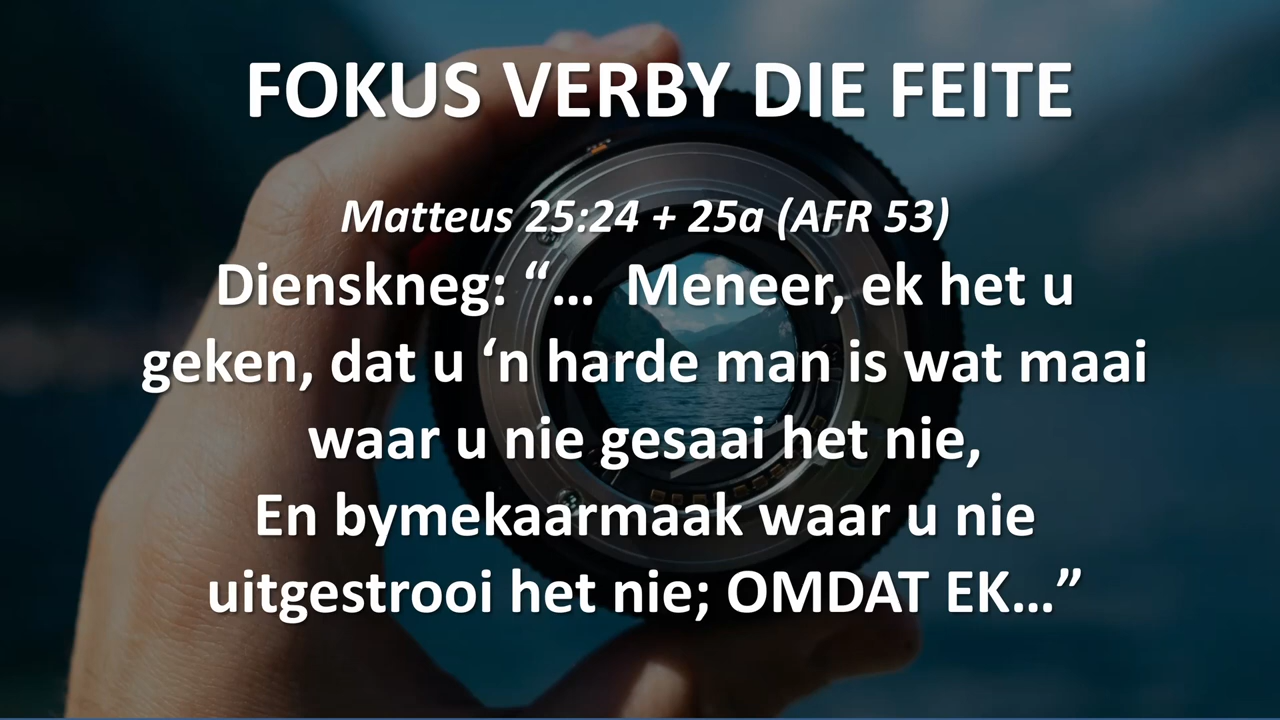 FOKUS VERBY DIE FEITE
Matteus 25:24 + 25a (AFR 53)
Dienskneg: “... Meneer, ek het u
geken, dat u ‘n harde man is wat maai
waar u nie gesaai het nie,
En bymekaarmaak waar u nie
uitgestrooi het nie; OMDAT EK...”